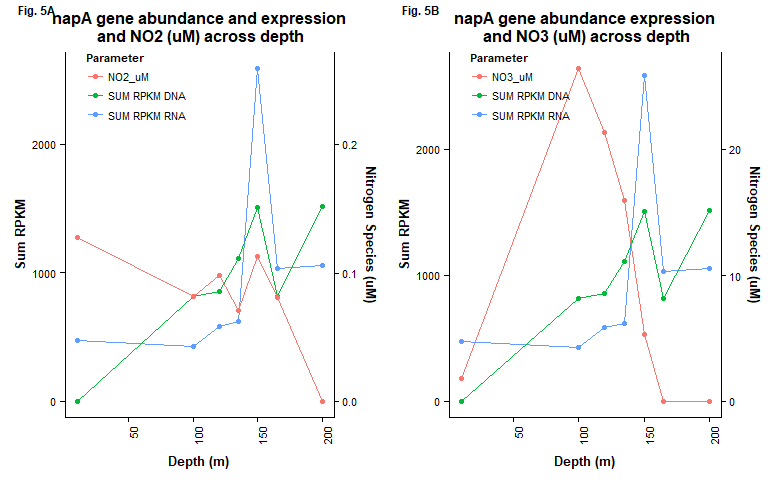 Fig. 5A
napA gene abundance and expression
and NO2 (uM) across depth
Parameter
NO2_uM
SUM RPKM DNA
SUM RPKM RNA
Sum RPKM
2000
1000
0
0.2
0.1
0.0
Nitrogen Species (uM)
50
100
150
200
Depth (m)
Fig. 5B
napA gene abundance expression
and NO3 (uM) across depth
Parameter
NO3_uM
SUM RPKM DNA
SUM RPKM RNA
Sum RPKM
2000
1000
0
20
10
0
Nitrogen Species (uM)
50
100
150
200
Depth (m)